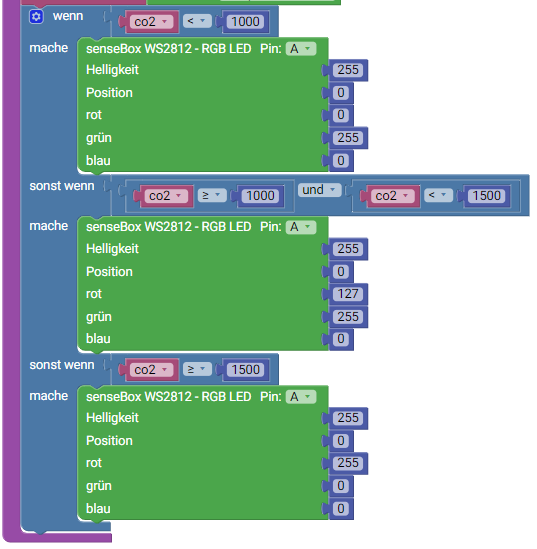 wenn co2 < 1000
mache senseBox WS2812 - RGB LED Pin: A
Helligkeit 255
Position 0
rot 0
grün 255
blau 0
sonst wenn co2 ≥ 1000 und co2 < 1500
mache senseBox WS2812 - RGB LED Pin: A
Helligkeit 255
Position 0
rot 127
grün 255
blau 0
sonst wenn co2 ≥ 1500
mache senseBox WS2812 - RGB LED Pin: A
Helligkeit 255
Position 0
rot 255
grün 0
blau 0